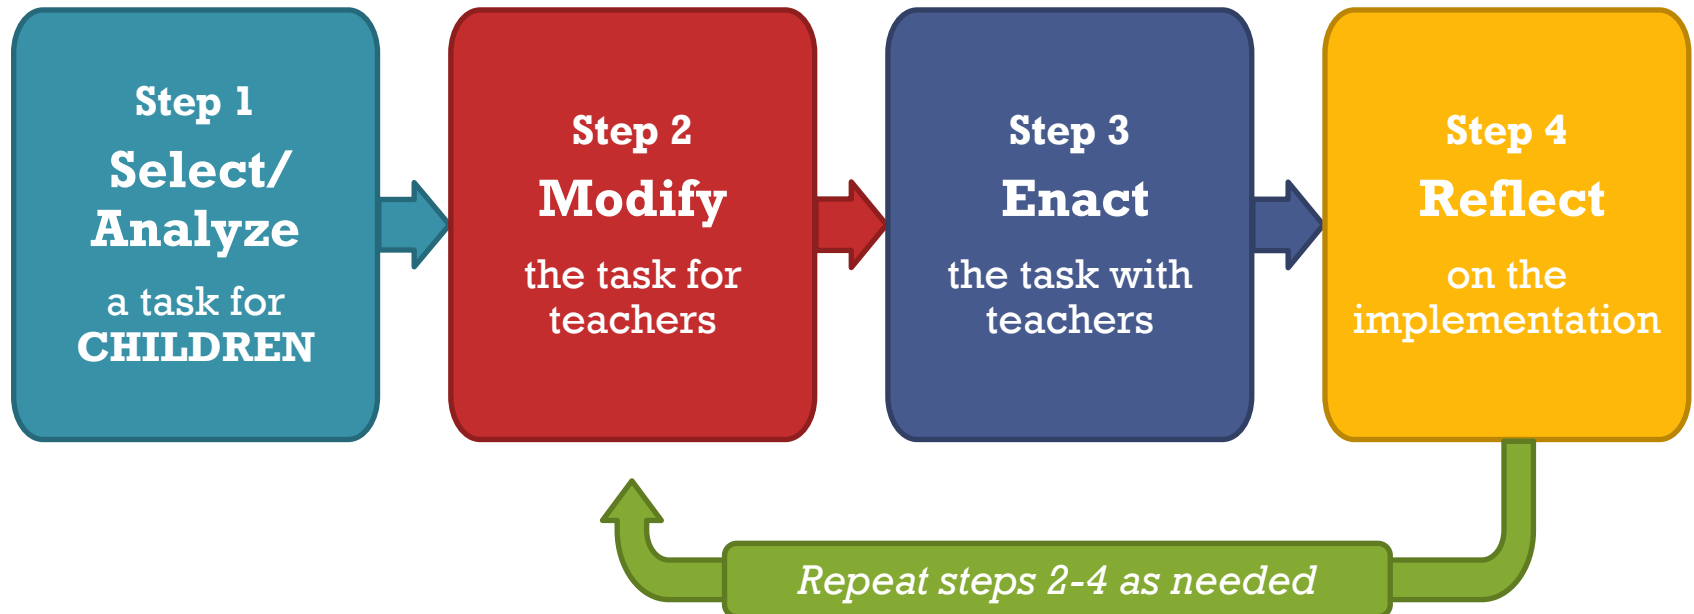 Step 1
Select/
Analyze
a task for
CHILDREN
Step 2
Modify
the task for
teachers
Step 3
Enact
the task with
teachers
Step 4
Reflect
on the
implementation
Repeat steps 2-4 as needed